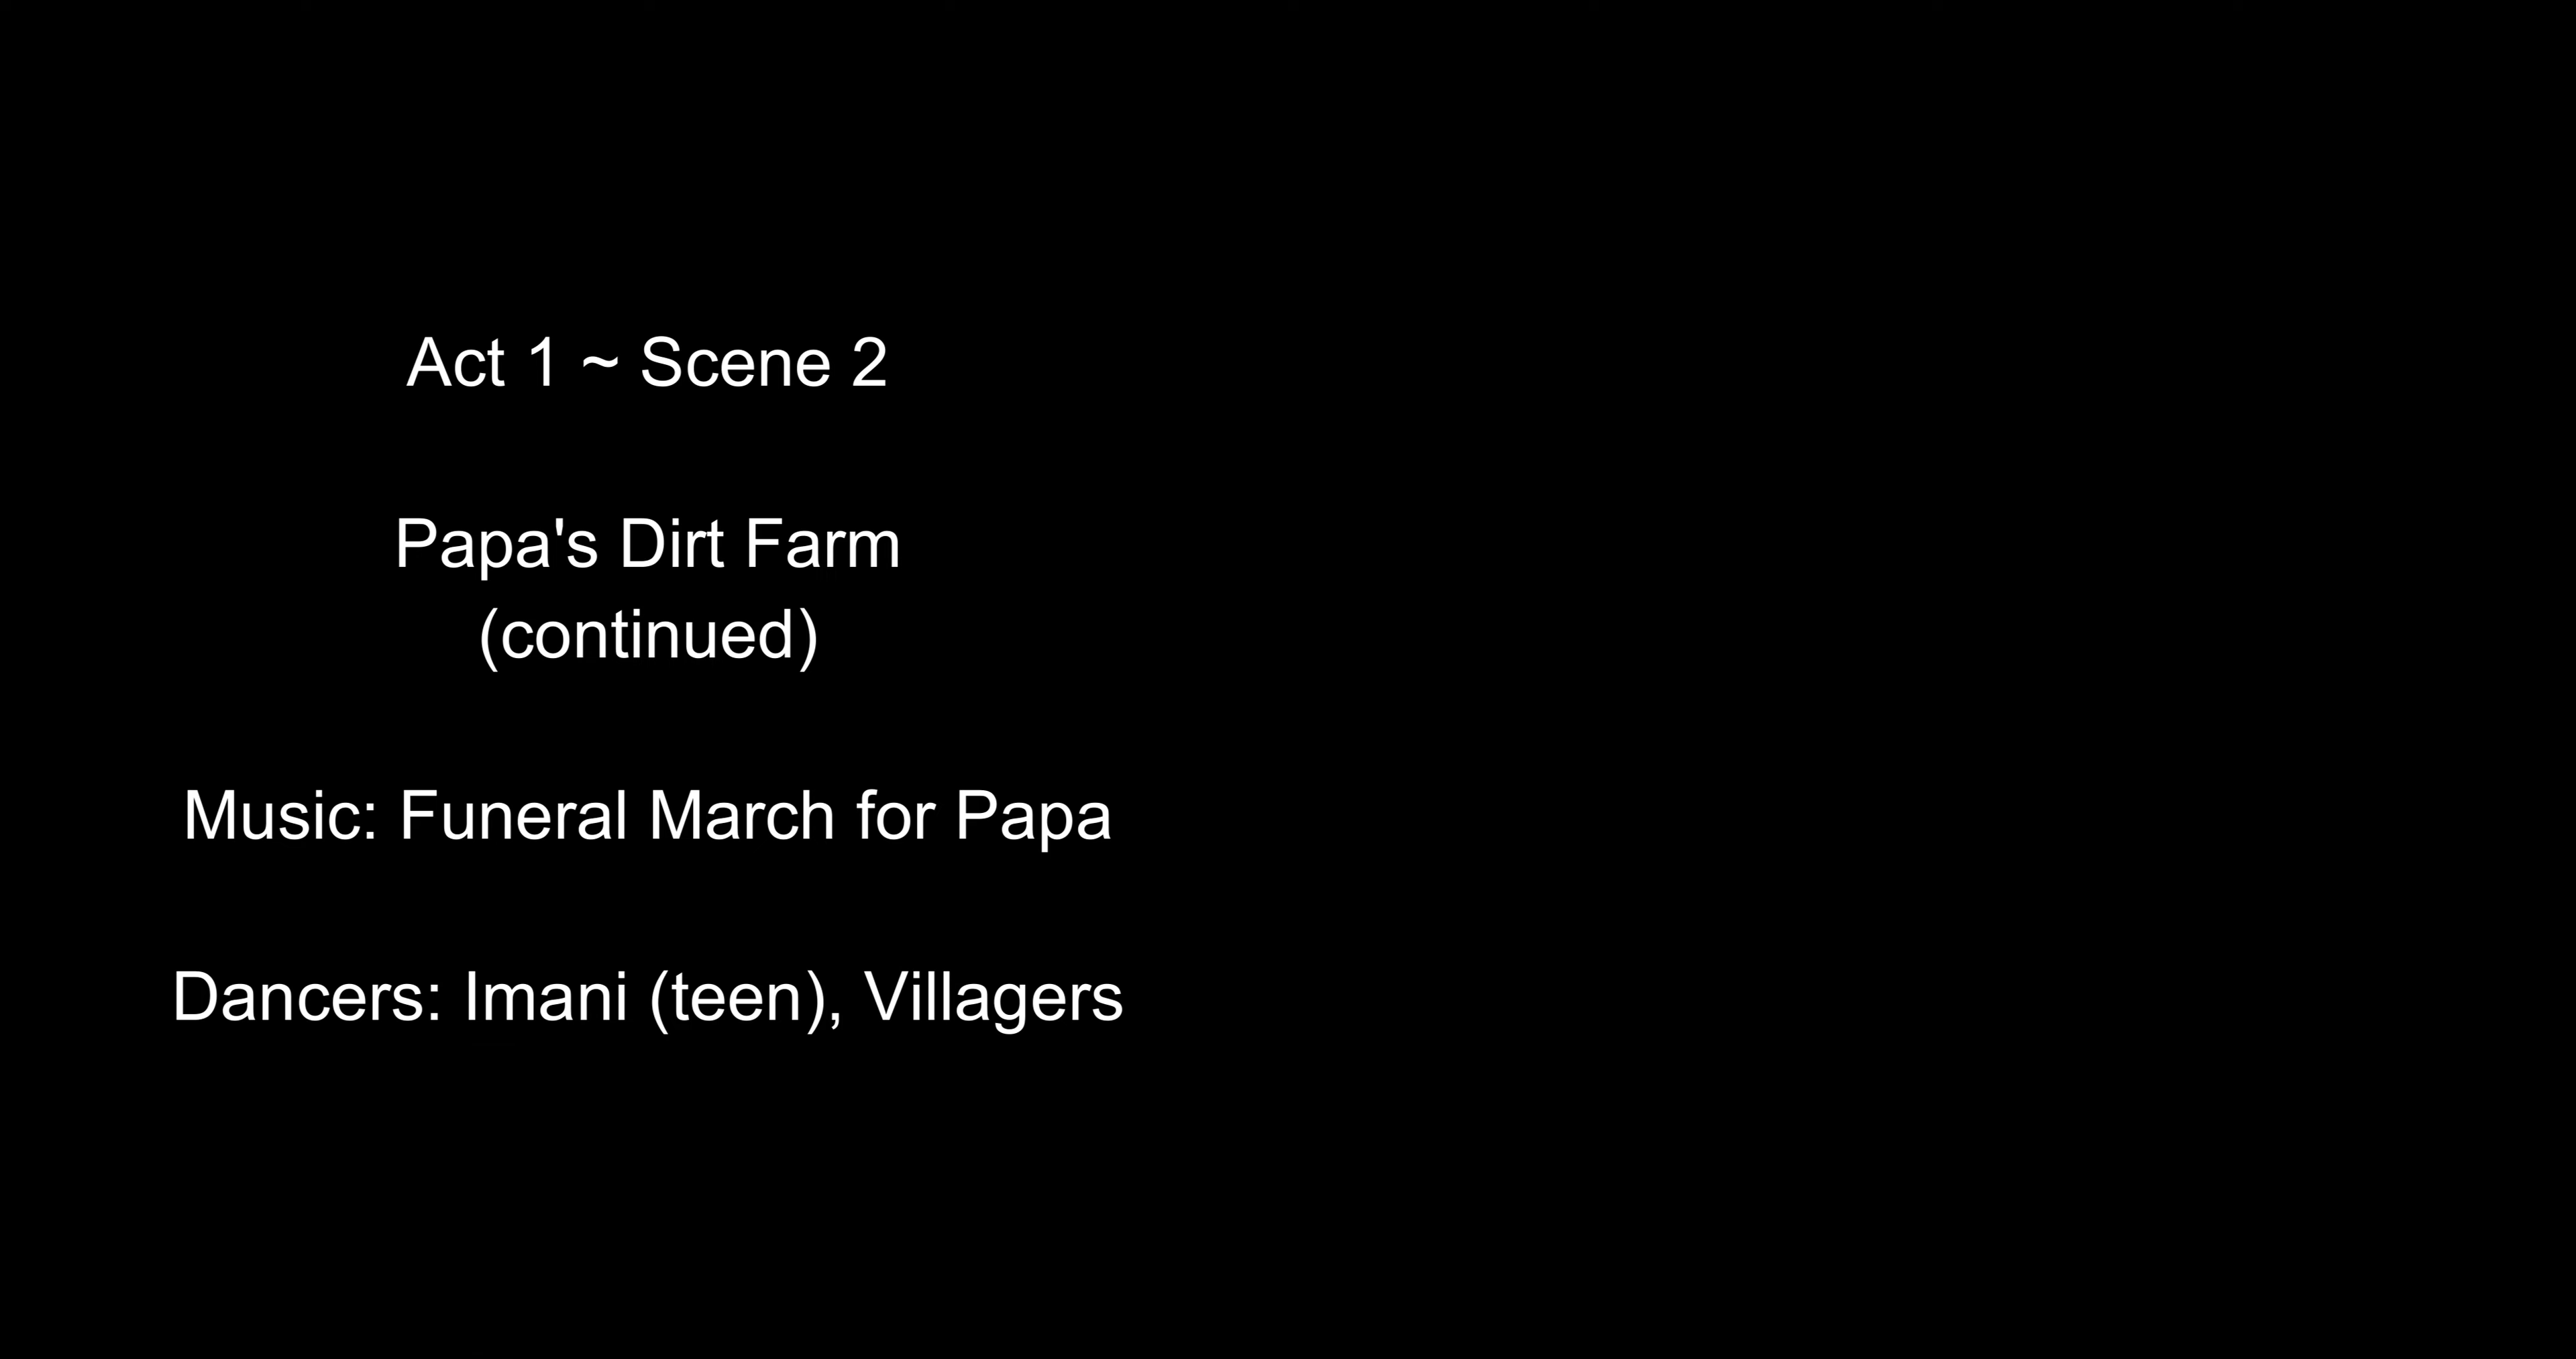 Act 1 ~ Scene 2
Papa's Dirt Farm
(continued)
Music: Funeral March for Papa
Dancers: Imani (teen), Villagers